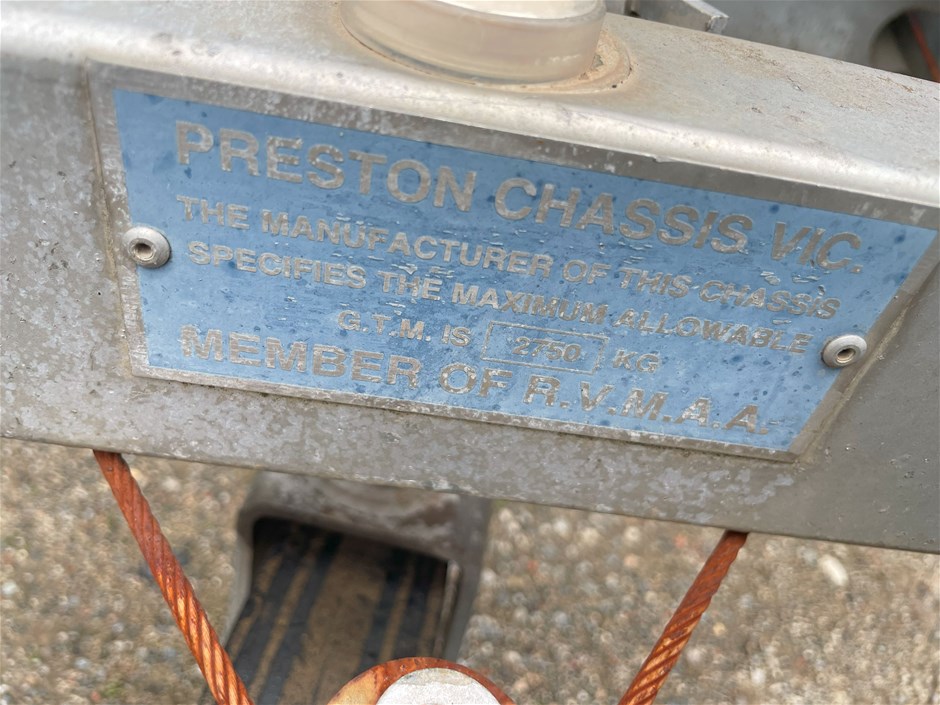 PRESTON CHASSIS VIC.
THE MANUFACTURER OF THIS CHASSIS
SPECIFIES THE MAXIMUM ALLOWABLE
G.T.M. IS 2750 KG
MEMBER OF R.V.M.A.A.